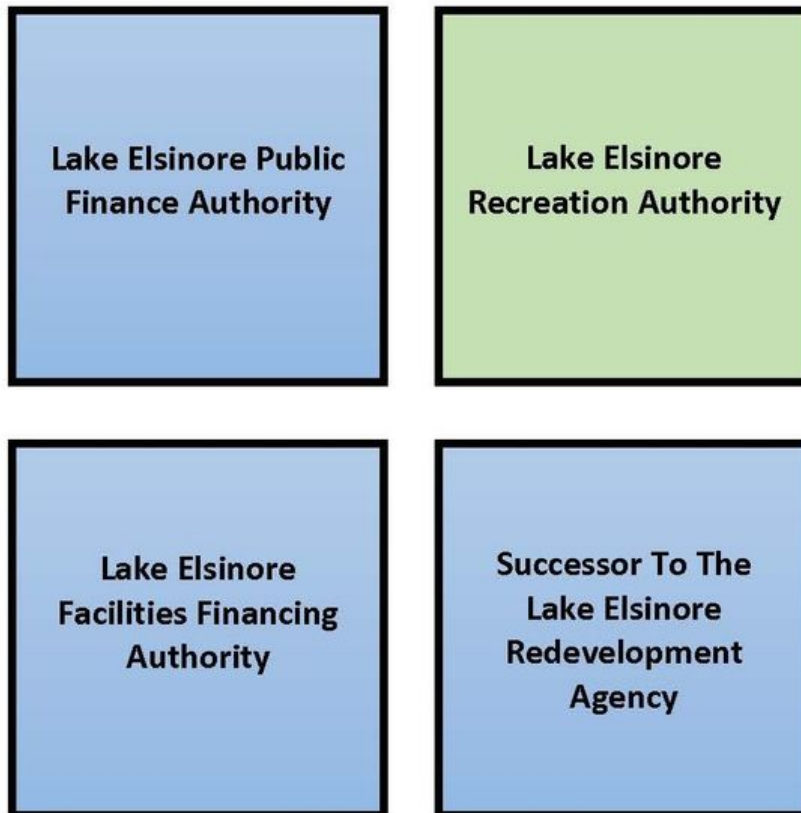 Lake Elsinore Public
Finance Authority
Lake Elsinore
Recreation Authority
Lake Elsinore
Facilities Financing
Authority
Successor To The
Lake Elsinore
Redevelopment
Agency